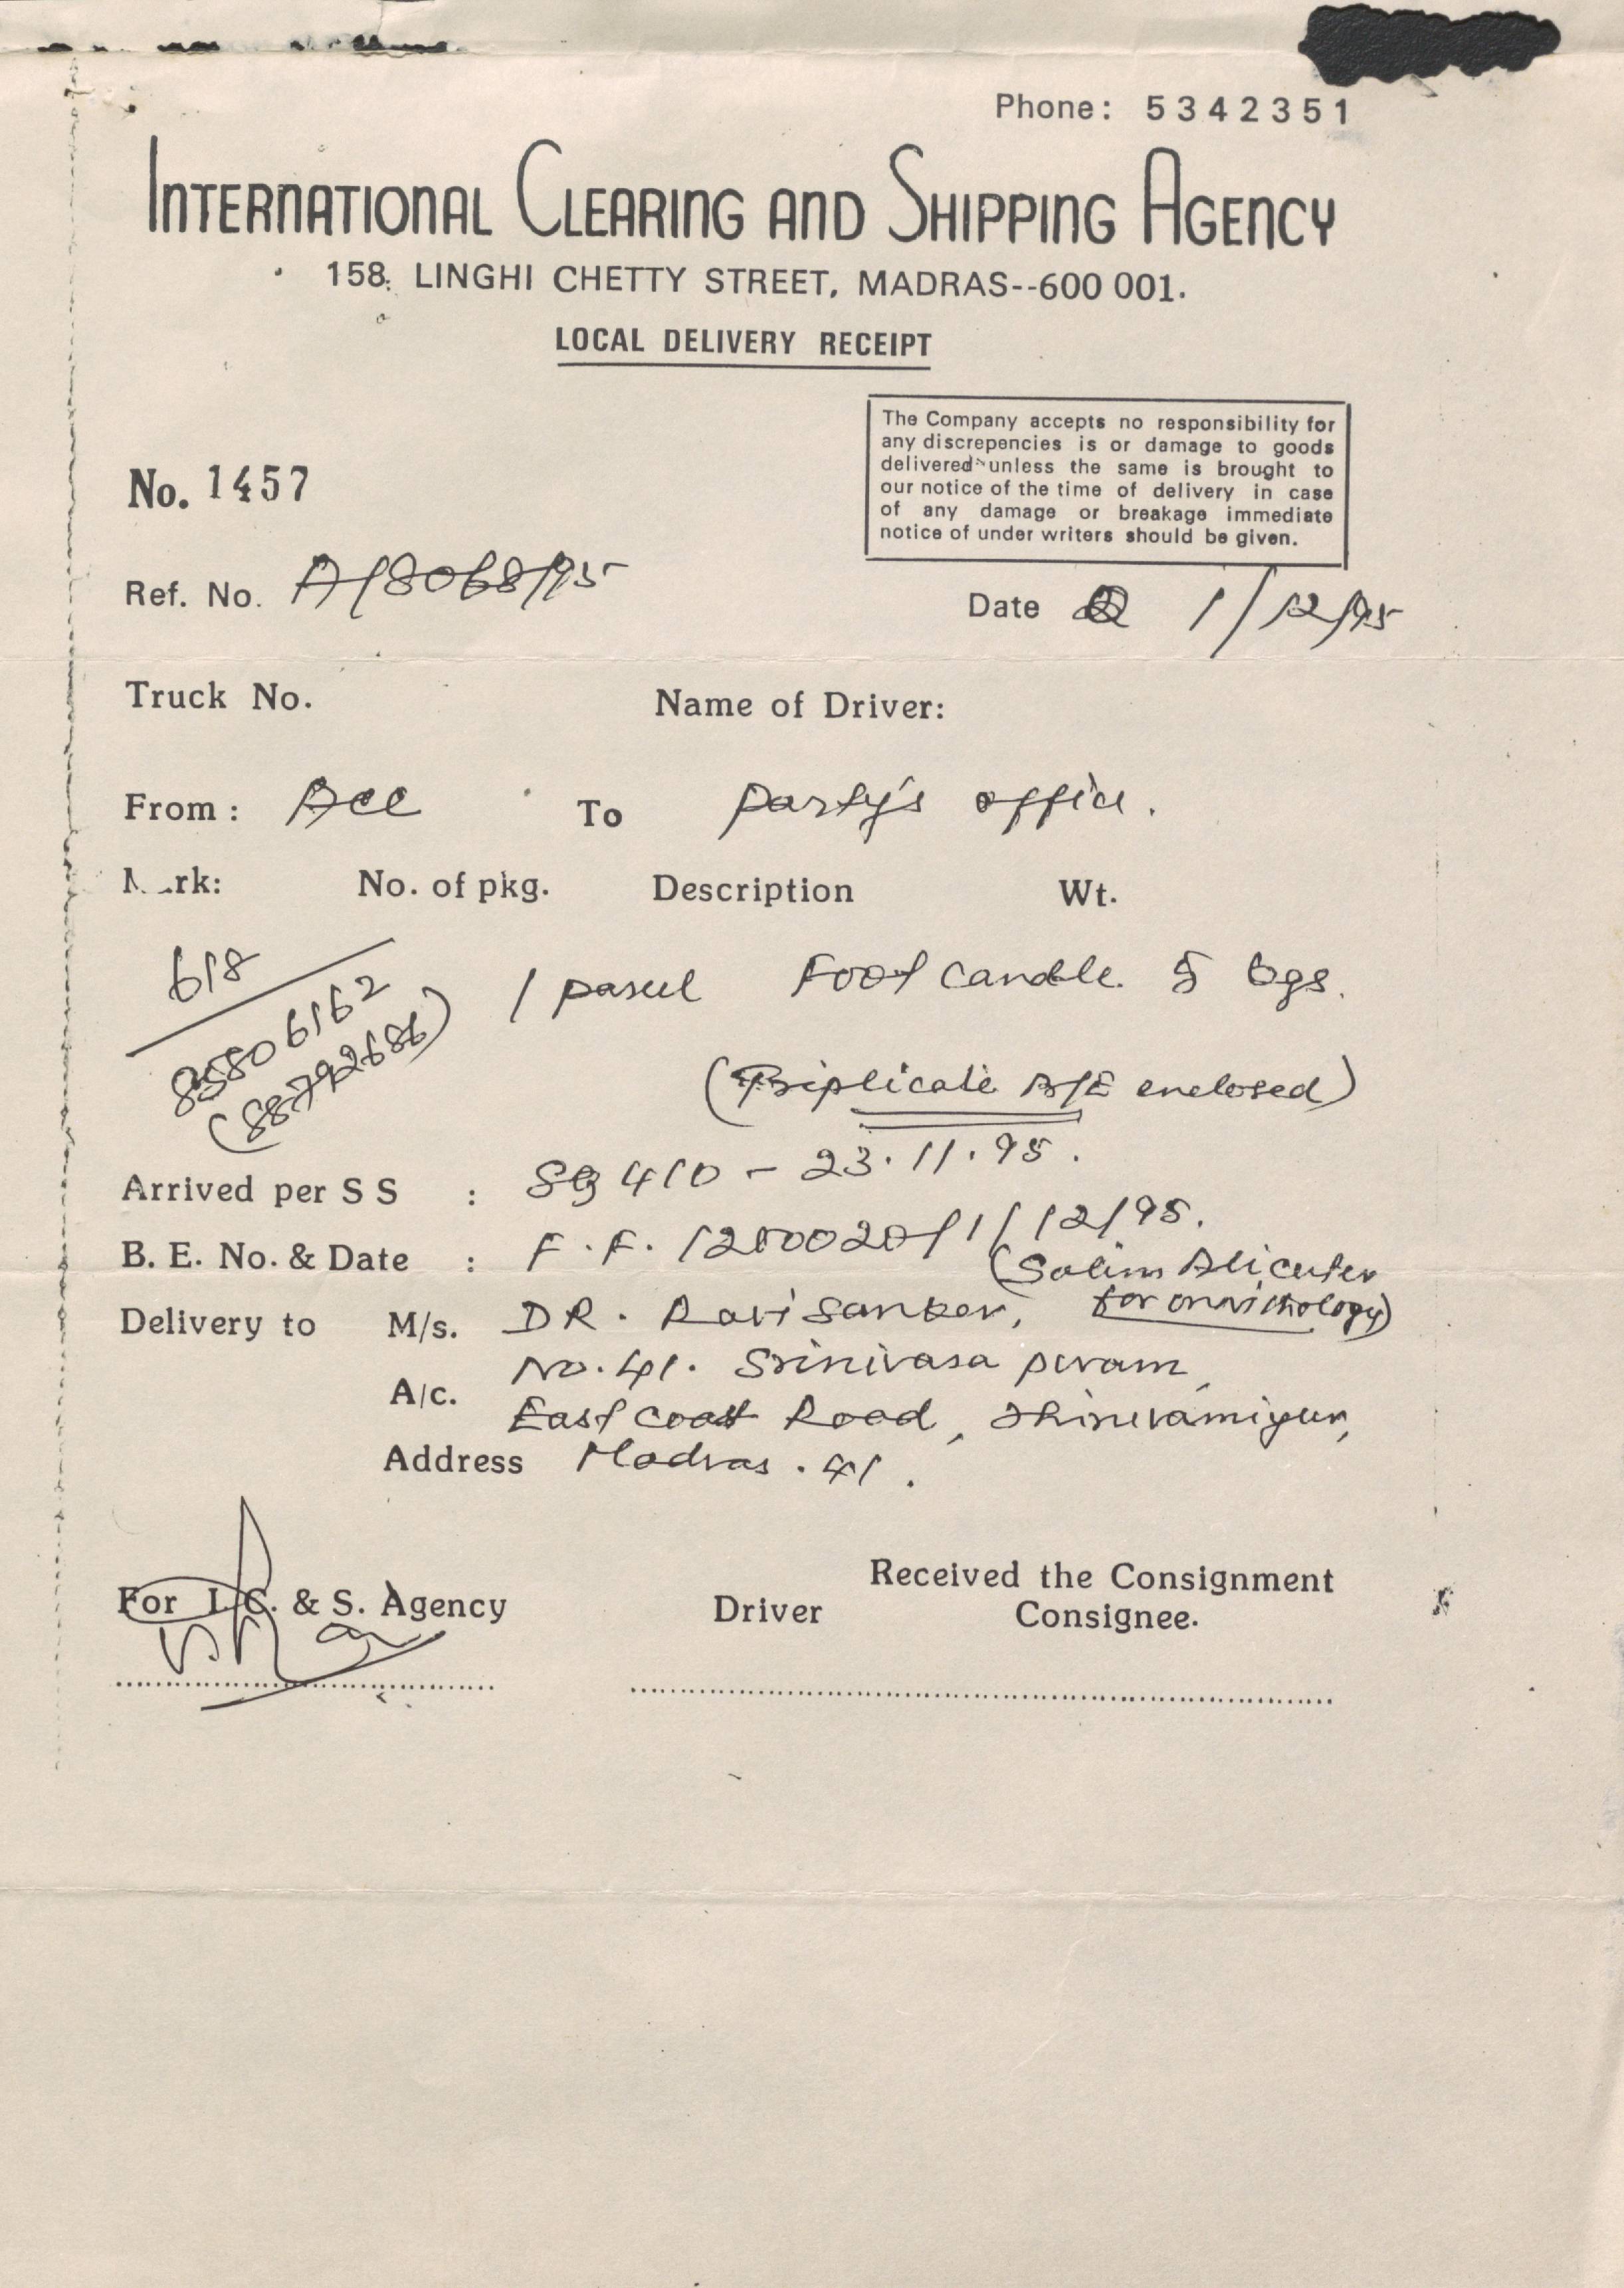 Phone: 5342351
INTERNATIONAL CLEARING AND SHIPPING AGENCY
158, LINGHI CHETTY STREET, MADRAS--600 001.
LOCAL DELIVERY RECEIPT
The Company accepts no responsibility for
any discrepencies is or damage to goods
delivered unless the same is brought to
our notice of the time of delivery in case
of any damage or breakage immediate
notice of under writers should be given.
No. 1457
Ref. No. A/8068/95
Date 1/12/95
Truck No. Name of Driver:
From: ACC To party's office.
Mark: No. of pkg. Description Wt.
618 1 parcel Foot candle. 5 kgs.
85806162
(88792686)
(Triplicate B/E enclosed)
Arrived per S S : SQ 410 - 23.11.95.
B. E. No. & Date : F.F. 1200020/1/12/95.
(Salim Ali center
for ornithology)
Delivery to M/s. DR. Ravi Sanker,
No. 41. Srinivasa puram,
A/c.
East Coast Road, Thiruvamiyur,
Address Madras. 41.
For I. C. & S. Agency
Driver
Received the Consignment
Consignee.